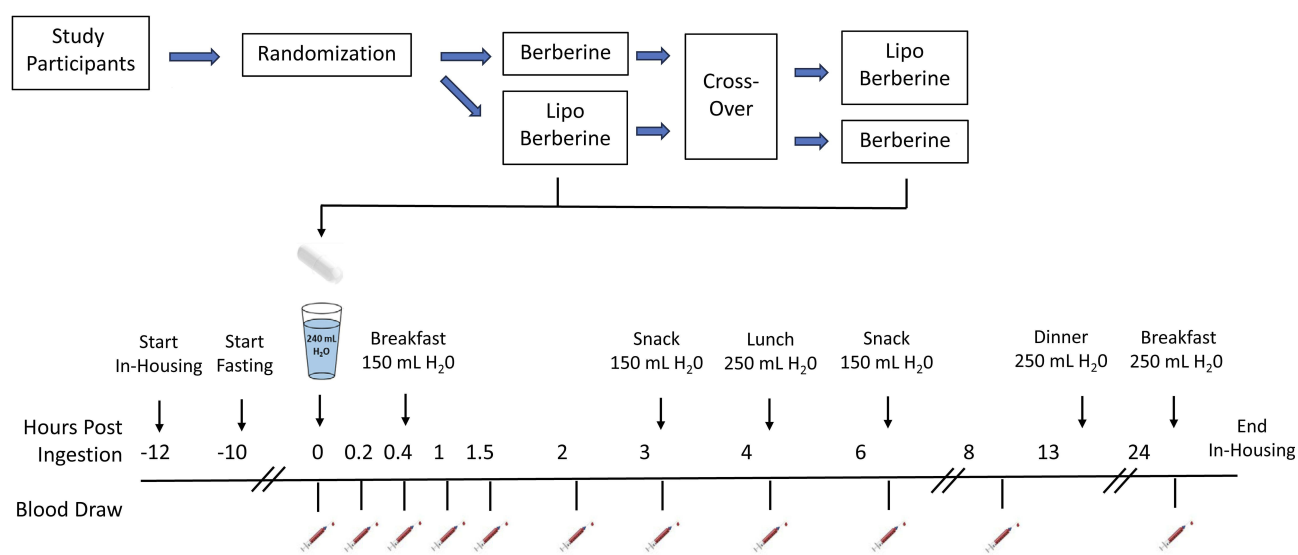 Study
Participants
Randomization
Berberine
Lipo
Berberine
Cross-
Over
Lipo
Berberine
Berberine
240 mL
H₂O
Start
In-Housing
Start
Fasting
Breakfast
150 mL H₂0
Snack
150 mL H₂0
Lunch
250 mL H₂0
Snack
150 mL H₂0
Dinner
250 mL H₂0
Breakfast
250 mL H₂0
Hours Post
Ingestion
-12 -10 0 0.2 0.4 1 1.5 2 3 4 6 8 13 24
End
In-Housing
Blood Draw